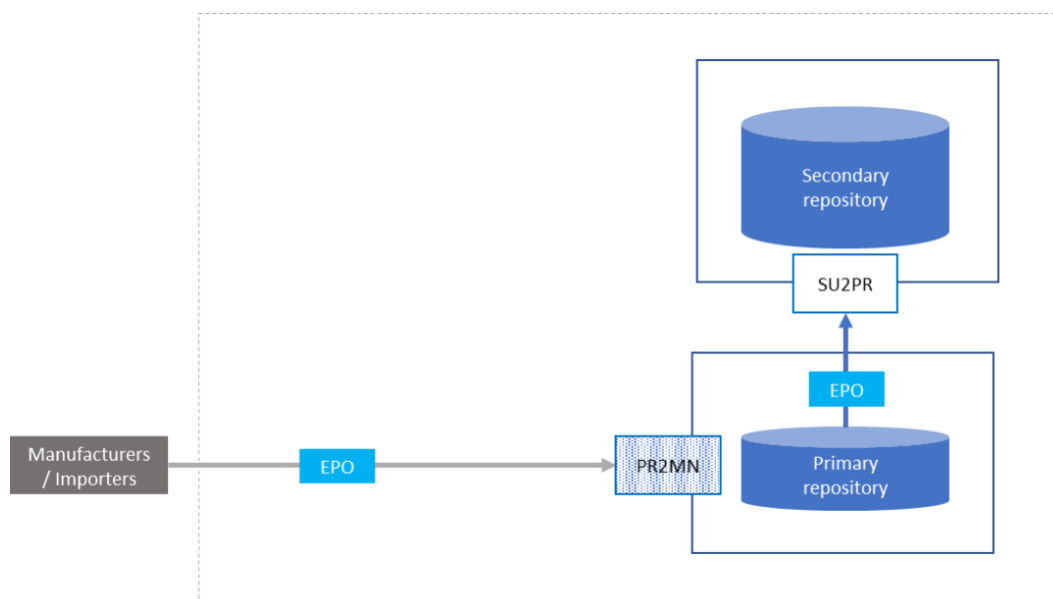 Secondary
repository
SU2PR
EPO
Manufacturers
/ Importers
EPO
PR2MN
Primary
repository